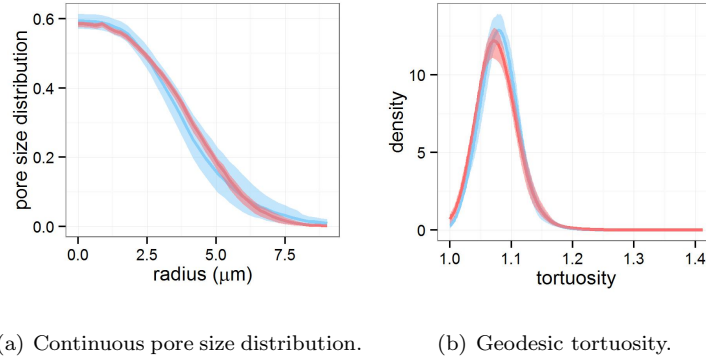 0.6
0.4
0.2
0.0
pore size distribution
0.0 2.5 5.0 7.5
radius (μm)
10
5
0
density
1.0 1.1 1.2 1.3 1.4
tortuosity
(a) Continuous pore size distribution.
(b) Geodesic tortuosity.